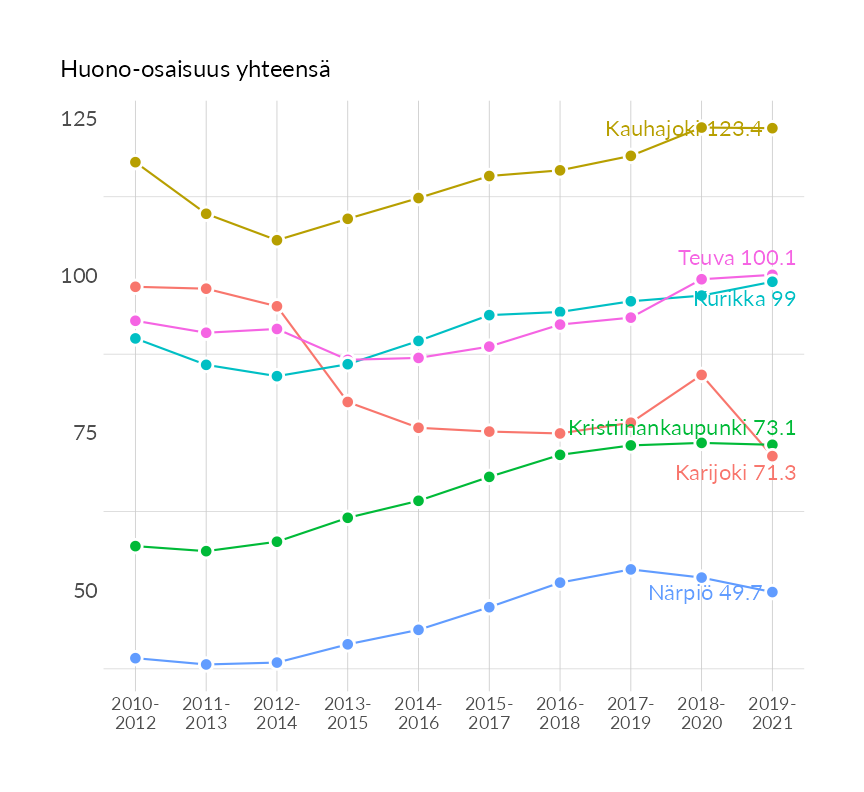 Huono-osaisuus yhteensä
125
Kauhajoki 123.4
Teuva 100.1
100
Kurikka 99
75
Kristiinankaupunki 73.1
Karijoki 71.3
50
Närpiö 49.7
2010- 2011- 2012- 2013- 2014- 2015- 2016- 2017- 2018- 2019-
2012 2013 2014 2015 2016 2017 2018 2019 2020 2021